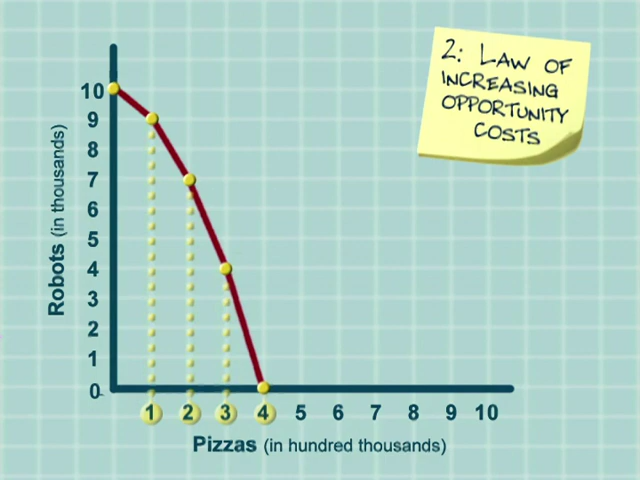 2: LAW OF
INCREASING
OPPORTUNITY
COSTS
10
9
8
7
6
5
4
3
2
1
0
Robots (in thousands)
1 2 3 4 5 6 7 8 9 10
Pizzas (in hundred thousands)